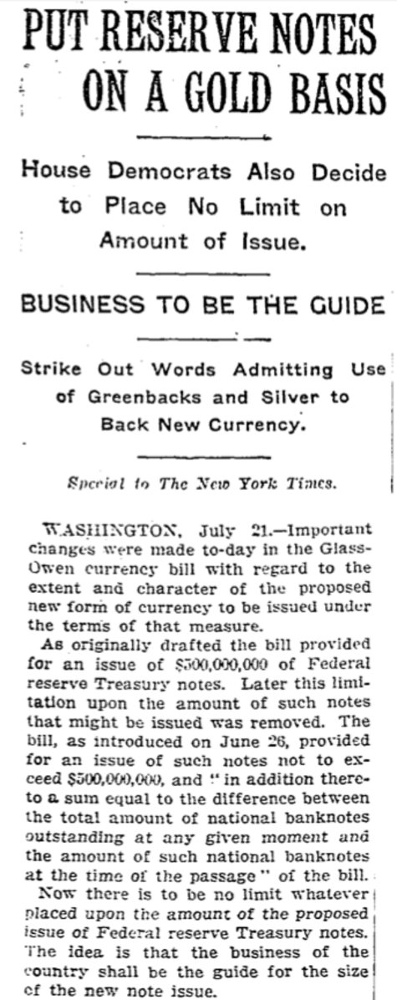 PUT RESERVE NOTES
ON A GOLD BASIS
House Democrats Also Decide
to Place No Limit on
Amount of Issue.
BUSINESS TO BE THE GUIDE
Strike Out Words Admitting Use
of Greenbacks and Silver to
Back New Currency.
Special to The New York Times.
WASHINGTON, July 21.—Important
changes were made to-day in the Glass-
Owen currency bill with regard to the
extent and character of the proposed
new form of currency to be issued under
the terms of that measure.
As originally drafted the bill provided
for an issue of $500,000,000 of Federal
reserve Treasury notes. Later this limi-
tation upon the amount of such notes
that might be issued was removed. The
bill, as introduced on June 26, provided
for an issue of such notes not to ex-
ceed $500,000,000, and "in addition there-
to a sum equal to the difference between
the total amount of national banknotes
outstanding at any given moment and
the amount of such national banknotes
at the time of the passage" of the bill.
Now there is to be no limit whatever
placed upon the amount of the proposed
issue of Federal reserve Treasury notes.
The idea is that the business of the
country shall be the guide for the size
of the new note issue.